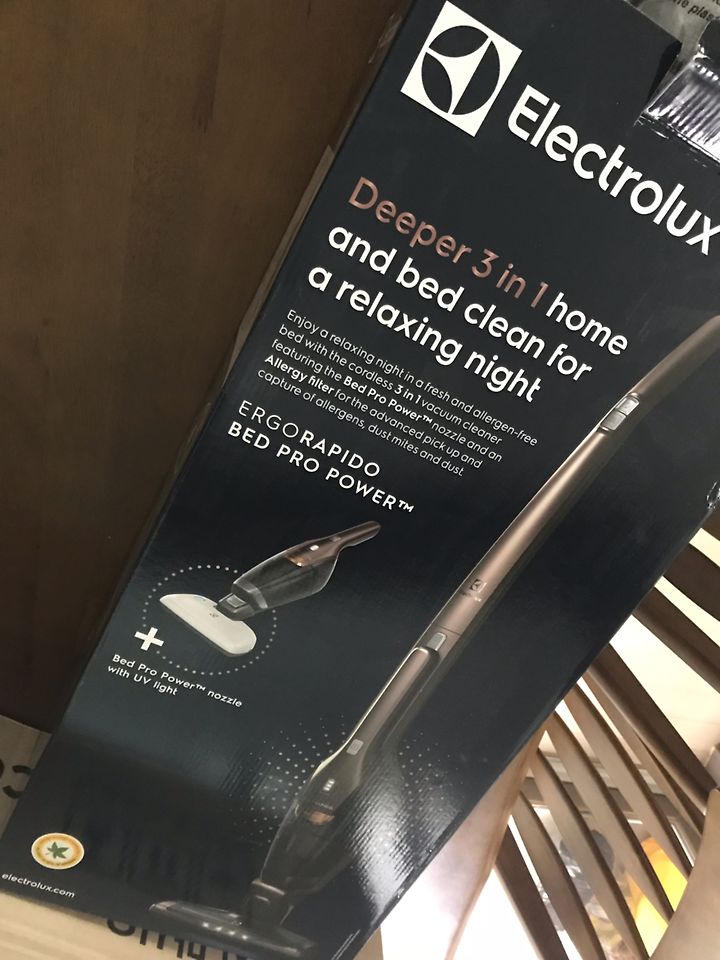 Electrolux
Deeper 3 in 1 home
and bed clean for
a relaxing night
Enjoy a relaxing night in a fresh and allergen-free
bed with the cordless 3 in 1 vacuum cleaner
featuring the Bed Pro Power™ nozzle and an
Allergy filter for the advanced pick up and
capture of allergens, dust mites and dust
ERGORAPIDO
BED PRO POWER™
+
Bed Pro Power™ nozzle
with UV light
electrolux.com